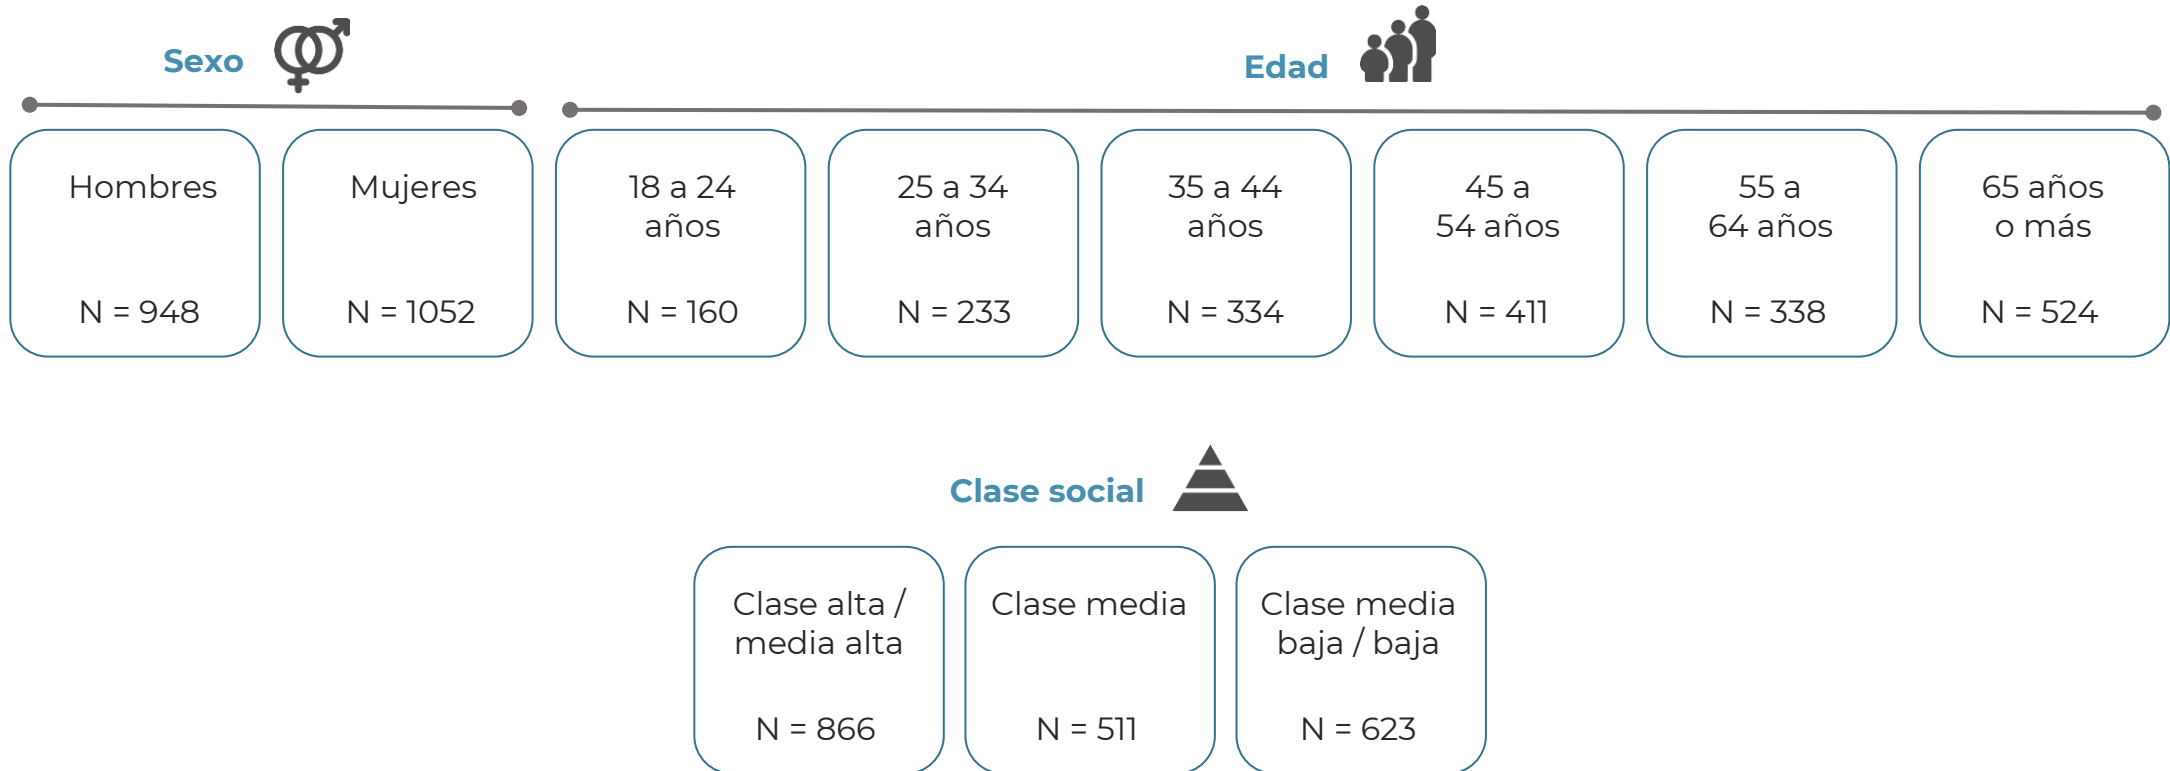 Sexo
Edad
Hombres
N = 948
Mujeres
N = 1052
18 a 24
años
N = 160
25 a 34
años
N = 233
35 a 44
años
N = 334
45 a
54 años
N = 411
55 a
64 años
N = 338
65 años
o más
N = 524
Clase social
Clase alta /
media alta
N = 866
Clase media
N = 511
Clase media
baja / baja
N = 623